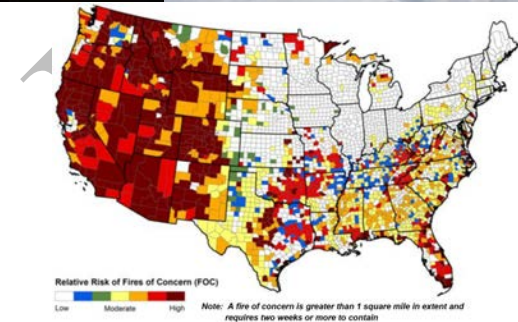 Relative Risk of Fires of Concern (FOC)
Low Moderate High
Note: A fire of concern is greater than 1 square mile in extent and
requires two weeks or more to contain